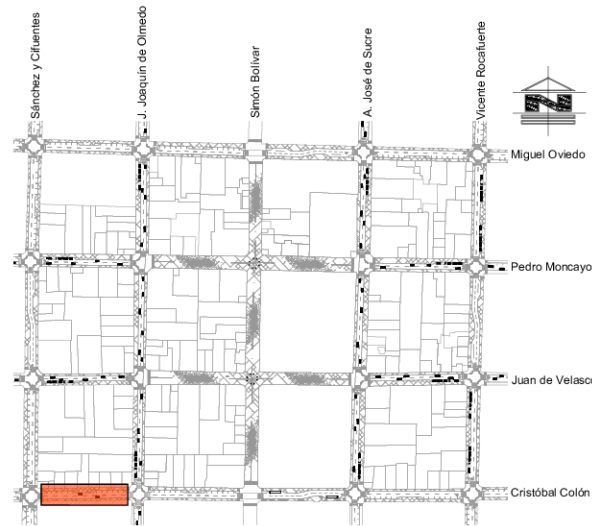 Sánchez y Cifuentes
J. Joaquin de Olmedo
Simón Bolívar
A. José de Sucre
Vicente Rocafuerte
Miguel Oviedo
Pedro Moncayo
Juan de Velasco
Cristóbal Colón